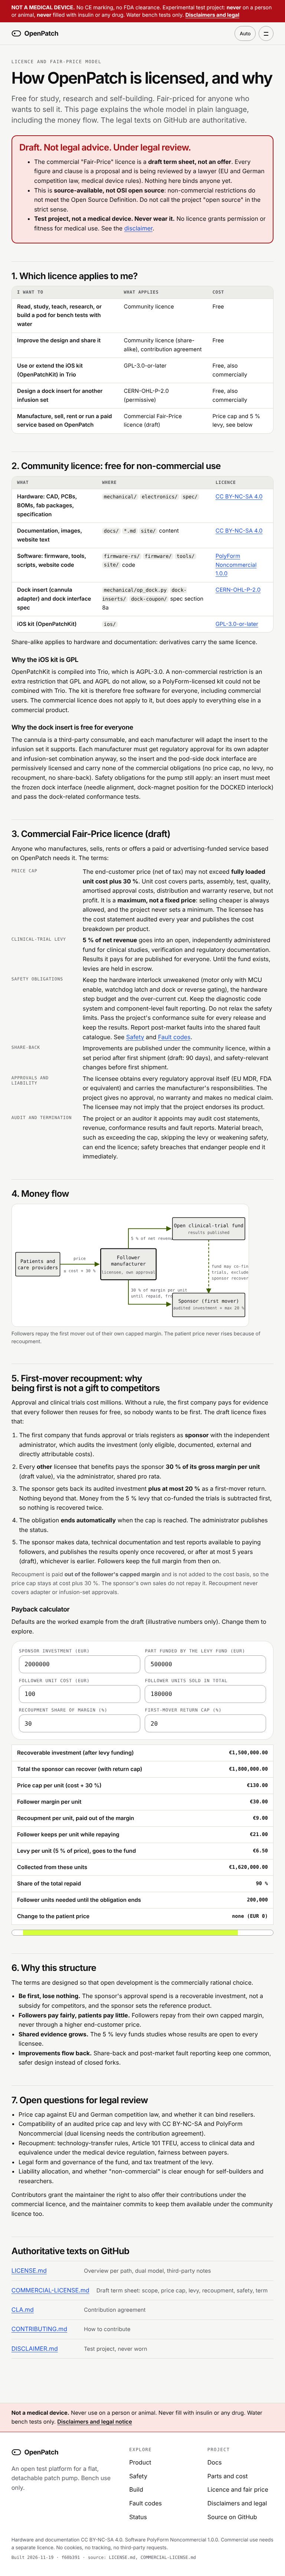 NOT A MEDICAL DEVICE. No CE marking, no FDA clearance. Experimental test project: never on a
person, never filled with insulin or any drug. Water bench tests only. Disclaimers and legal
OpenPatch
Auto
LICENCE AND FAIR-PRICE MODEL
How OpenPatch is licensed, and why
Free for study, research and self-building. Fair-priced for anyone who
wants to sell it. This page explains the whole model in plain language,
including the money flow. The legal texts on GitHub are authoritative.
Draft. Not legal advice. Under legal review.
The commercial "Fair-Price" licence is a draft term sheet, not an offer. Every
figure and clause is a proposal and is being reviewed by a lawyer (EU and German
competition law, medical device rules). Nothing here binds anyone yet.
This is source-available, not OSI open source: non-commercial restrictions do
not meet the Open Source Definition. Do not call the project "open source" in the
strict sense.
Test project, not a medical device. Never wear it. No licence grants permission or
fitness for medical use. See the disclaimer.
1. Which licence applies to me?
I WANT TO
WHAT APPLIES
COST
Read, study, teach, research, or
build a pod for bench tests with
water
Community licence
Free
Improve the design and share it
Community licence (share-
alike), contribution agreement
Free
Use or extend the iOS kit
(OpenPatchKit) in Trio
GPL-3.0-or-later
Free, also
commercially
Design a dock insert for another
infusion set
CERN-OHL-P-2.0
(permissive)
Free, also
commercially
Manufacture, sell, rent or run a paid
service based on OpenPatch
Commercial Fair-Price
licence (draft)
Price cap and 5 %
levy, see below
2. Community licence: free for non-commercial use
WHAT
WHERE
LICENCE
Hardware: CAD, PCBs,
BOMs, fab packages,
specification
mechanical/ electronics/ spec/
CC BY-NC-SA 4.0
Documentation, images,
website text
docs/ *.md site/ content
CC BY-NC-SA 4.0
Software: firmware, tools,
scripts, website code
firmware-rs/ firmware/ tools/
site/ code
PolyForm
Noncommercial
1.0.0
Dock insert (cannula
adapter) and dock interface
spec
mechanical/op_dock.py dock-
inserts/ dock-coupon/ spec section
8a
CERN-OHL-P-2.0
iOS kit (OpenPatchKit)
ios/
GPL-3.0-or-later
Share-alike applies to hardware and documentation: derivatives carry the same licence.
Why the iOS kit is GPL
OpenPatchKit is compiled into Trio, which is AGPL-3.0. A non-commercial restriction is an
extra restriction that GPL and AGPL do not allow, so a PolyForm-licensed kit could not be
combined with Trio. The kit is therefore free software for everyone, including commercial
users. The commercial licence does not apply to it, but does apply to everything else in a
commercial product.
Why the dock insert is free for everyone
The cannula is a third-party consumable, and each manufacturer will adapt the insert to the
infusion set it supports. Each manufacturer must get regulatory approval for its own adapter
and infusion-set combination anyway, so the insert and the pod-side dock interface are
permissively licensed and carry none of the commercial obligations (no price cap, no levy, no
recoupment, no share-back). Safety obligations for the pump still apply: an insert must meet
the frozen dock interface (needle alignment, dock-magnet position for the DOCKED interlock)
and pass the dock-related conformance tests.
3. Commercial Fair-Price licence (draft)
Anyone who manufactures, sells, rents or offers a paid or advertising-funded service based
on OpenPatch needs it. The terms:
PRICE CAP
The end-customer price (net of tax) may not exceed fully loaded
unit cost plus 30 %. Unit cost covers parts, assembly, test, quality,
amortised approval costs, distribution and warranty, but not search
rights. It is a maximum, not a fixed price: selling cheaper is always
allowed, and the project never sets a minimum. The licensee has
the cost statement audited every year and publishes the cost
breakdown per product.
CLINICAL-TRIAL LEVY
5 % of net revenue goes into an open, independently administered
fund for clinical studies, verification and regulatory documentation.
Results paid for by the fund are published for everyone. Until the fund exists,
levies are held in escrow.
SAFETY OBLIGATIONS
Keep the hardware interlock unweakened (motor only with MCU
enable, watchdog latch and dock or reverse gating), the hardware
stop and the independent current cut. Keep the diagnostic code
system and component-level fault reporting. Do not relax the safety
limits. Pass the project's conformance suite for every release and
keep the reports. Report post-market faults into the shared fault
catalogue. See Safety and Fault codes.
SHARE-BACK
Improvements are published under the community licence, within a
set period after first shipment (draft: 90 days), and safety-related
changes before first shipment.
APPROVALS AND
LIABILITY
The licensee obtains every regulatory approval itself (EU MDR, FDA
or equivalent) and carries the manufacturer's responsibilities. The
project gives no approval, no warranty and makes no medical claim.
The licensee may not imply that the project endorses its product.
AUDIT AND TERMINATION
The project or an auditor it appoints may audit cost statements,
revenue, conformance results and fault reports. Material breach,
such as exceeding the cap, skipping the levy or weakening safety,
can end the licence; safety breaches that endanger people end it
immediately.
4. Money flow
Patients and
care providers
price
≤ cost + 30 %
Follower
manufacturer
licensee, own approval
5 % of net revenue
Open clinical-trial fund
results published
30 % of margin per unit
until repaid, then
fund may co-fin
trials, exclude
sponsor recover
Sponsor (first mover)
audited investment + max 20 %
Followers repay the first mover out of their own capped margin. The patient price never rises because of
recoupment.
5. First-mover recoupment: why
being first is not a gift to competitors
Approval and clinical trials cost millions. Without a rule, the first company pays for evidence
that every follower then reuses for free, so nobody wants to be first. The draft therefore fixes
that:
1. The first company that funds approvals or trials registers as sponsor with the independent
administrator, with audited the investment (only eligible, documented, external and
directly attributable costs).
2. Every other licensee that benefits pays the sponsor 30 % of its gross margin per unit
(draft value), via the administrator, shared pro rata.
3. The sponsor gets back its audited investment plus at most 20 % as a first-mover return.
Nothing beyond that. Money from the 5 % levy that co-funded the trials is subtracted first,
so nothing is recovered twice.
4. The obligation ends automatically when the cap is reached. The administrator publishes
the status.
5. The sponsor makes data, technical documentation and test reports available to paying
followers, and publishes the results openly once recovered, or after at most 5 years
(draft), whichever is earlier. Followers keep the full margin from then on.
Recoupment is paid out of the follower's capped margin and is not added to the cost basis, so the
price cap stays at cost plus 30 %. The sponsor's own sales do not repay it. Recoupment never
covers adapter or infusion-set approvals.
Payback calculator
Defaults are the worked example from the draft (illustrative numbers only). Change them to
explore.
SPONSOR INVESTMENT (EUR)
2000000
PART FUNDED BY THE LEVY FUND (EUR)
500000
FOLLOWER UNIT COST (EUR)
100
FOLLOWER UNITS SOLD IN TOTAL
180000
RECOUPMENT SHARE OF MARGIN (%)
30
FIRST-MOVER RETURN CAP (%)
20
Recoverable investment (after levy funding)
€1,500,000.00
Total the sponsor can recover (with return cap)
€1,800,000.00
Price cap per unit (cost + 30 %)
€130.00
Follower margin per unit
€30.00
Recoupment per unit, paid out of the margin
€9.00
Follower keeps per unit while repaying
€21.00
Levy per unit (5 % of price), goes to the fund
€6.50
Collected from these units
€1,620,000.00
Share of the total repaid
90 %
Follower units needed until the obligation ends
200,000
Change to the patient price
none (EUR 0)
6. Why this structure
The terms are designed so that open development is the commercially rational choice.
Be first, lose nothing. The sponsor's approval spend is a recoverable investment, not a
subsidy for competitors, and the sponsor sets the reference product.
Followers pay fairly, patients pay little. Followers repay from their own capped margin,
never through a higher end-customer price.
Shared evidence grows. The 5 % levy funds studies whose results are open to every
licensee.
Improvements flow back. Share-back and post-market fault reporting keep one common,
safer design instead of closed forks.
7. Open questions for legal review
Price cap against EU and German competition law, and whether it can bind resellers.
Compatibility of an audited price cap and levy with CC BY-NC-SA and PolyForm
Noncommercial (dual licensing needs the contribution agreement).
Recoupment: technology-transfer rules, Article 101 TFEU, access to clinical data and
equivalence under the medical device regulation, fairness between payers.
Legal form and governance of the fund, and tax treatment of the levy.
Liability allocation, and whether "non-commercial" is clear enough for self-builders and
researchers.
Contributors grant the maintainer the right to also offer their contributions under the
commercial licence, and the maintainer commits to keep them available under the community
licence too.
Authoritative texts on GitHub
LICENSE.md
Overview per path, dual model, third-party notes
COMMERCIAL-LICENSE.md
Draft term sheet: scope, price cap, levy, recoupment, safety, term
CLA.md
Contribution agreement
CONTRIBUTING.md
How to contribute
DISCLAIMER.md
Test project, never worn
Not a medical device. Never use on a person or animal. Never fill with insulin or any drug. Water
bench tests only. Disclaimers and legal notice
OpenPatch
An open test platform for a flat,
detachable patch pump. Bench use
only.
EXPLORE
Product
Safety
Build
Fault codes
Status
PROJECT
Docs
Parts and cost
Licence and fair price
Disclaimers and legal
Source on GitHub
Hardware and documentation CC BY-NC-SA 4.0. Software PolyForm Noncommercial 1.0.0. Commercial use needs
a separate licence. No cookies, no tracking, no third-party requests.